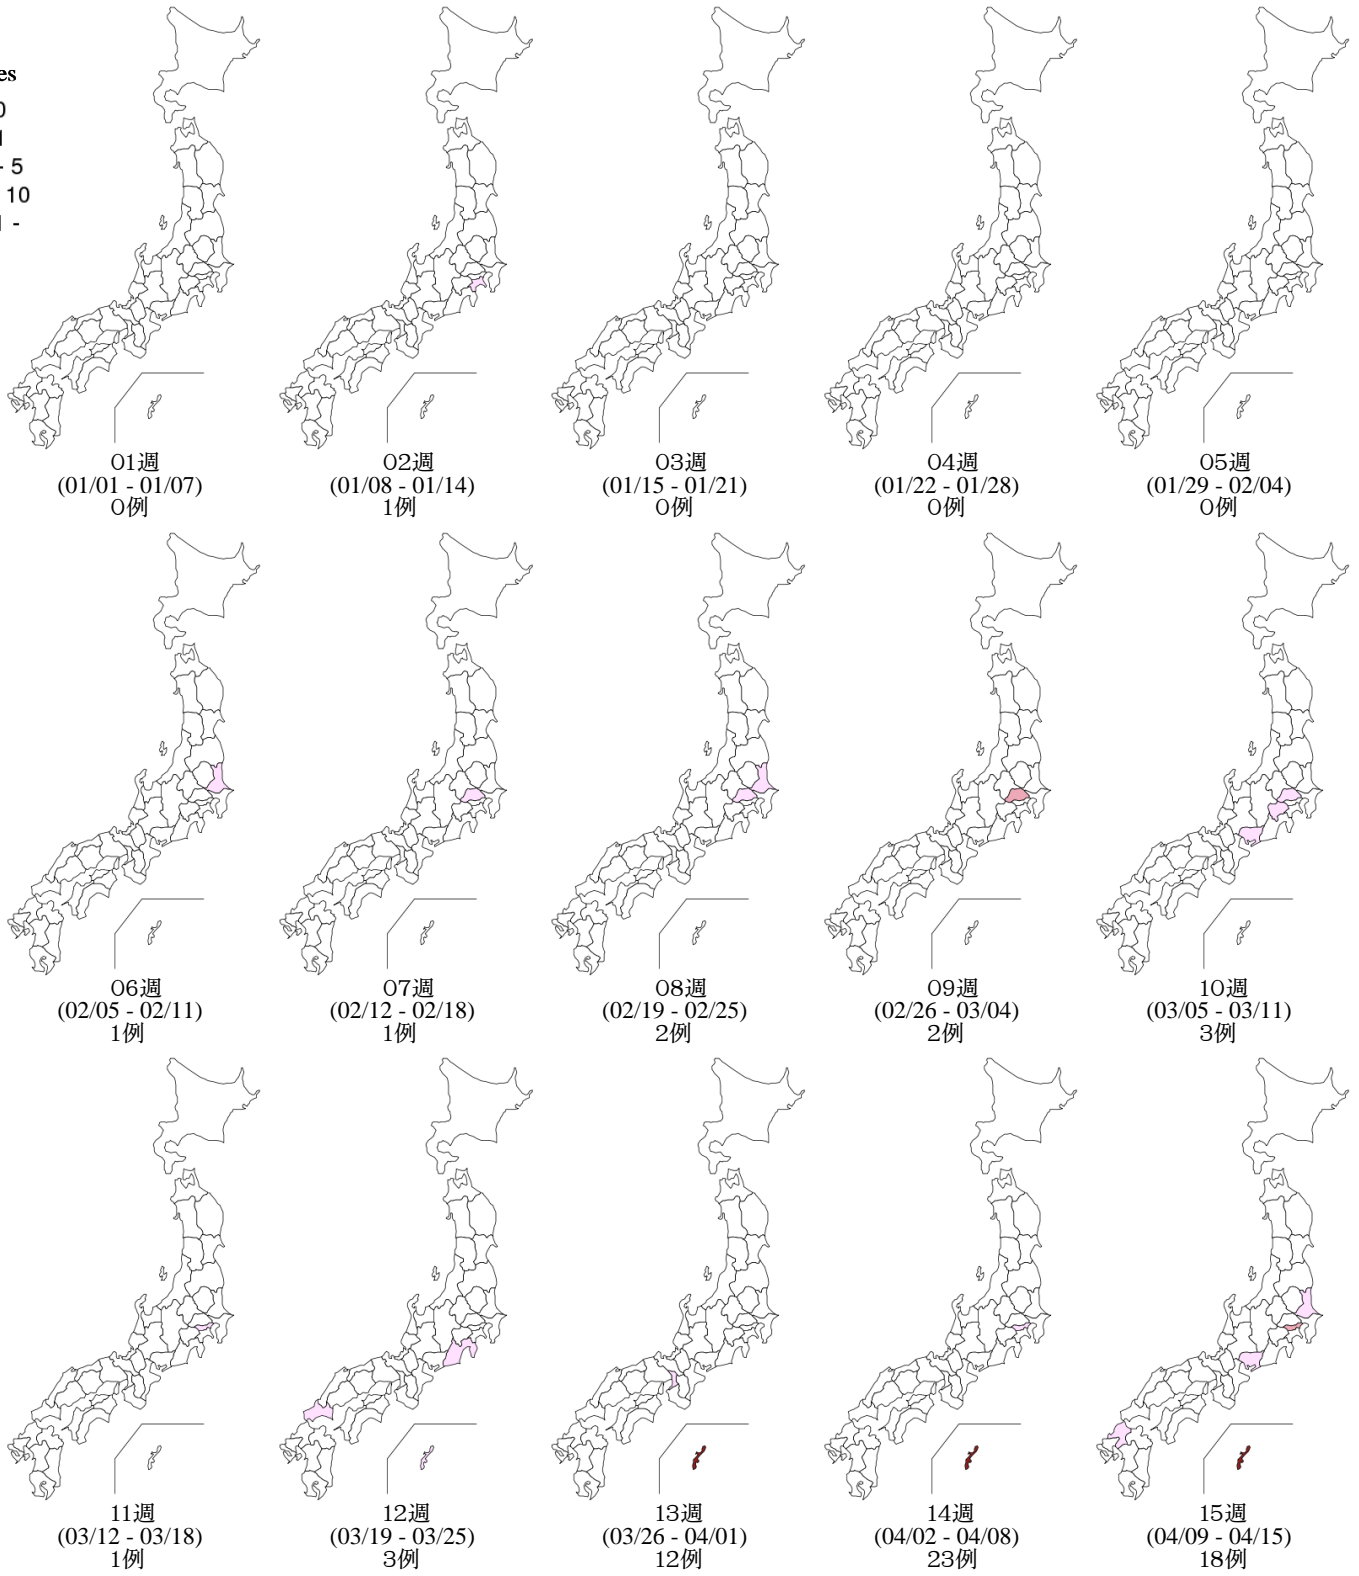 es
0
1
- 5
10
1 -
01週
(01/01 - 01/07)
0例
02週
(01/08 - 01/14)
1例
03週
(01/15 - 01/21)
0例
04週
(01/22 - 01/28)
0例
05週
(01/29 - 02/04)
0例
06週
(02/05 - 02/11)
1例
07週
(02/12 - 02/18)
1例
08週
(02/19 - 02/25)
2例
09週
(02/26 - 03/04)
2例
10週
(03/05 - 03/11)
3例
11週
(03/12 - 03/18)
1例
12週
(03/19 - 03/25)
3例
13週
(03/26 - 04/01)
12例
14週
(04/02 - 04/08)
23例
15週
(04/09 - 04/15)
18例